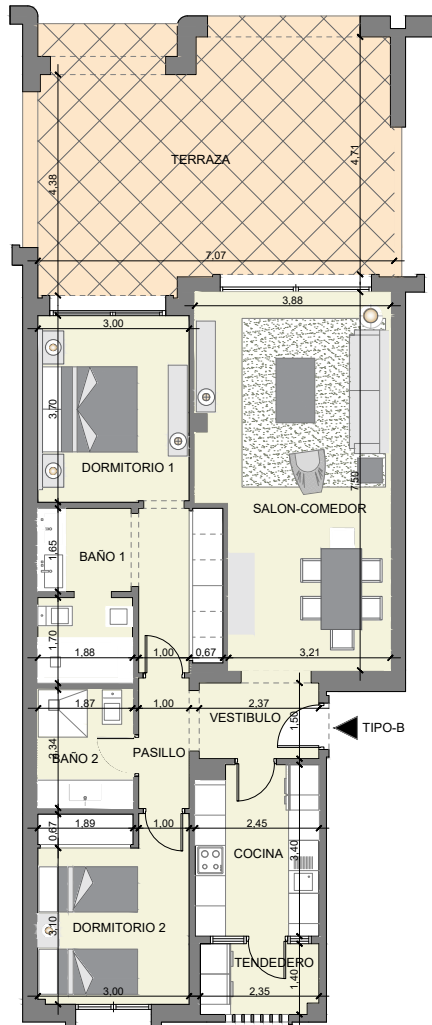 TERRAZA
4,38
4,71
7,07
3,88
3,00
3,70
DORMITORIO 1
7,50
SALON-COMEDOR
BAÑO 1
1,65
1,70
1,88
1,00
0,67
3,21
1,87
1,00
2,37
VESTIBULO
1,50
TIPO-B
PASILLO
2,34
BAÑO 2
0,67
1,89
1,00
2,45
COCINA
3,40
DORMITORIO 2
3,10
TENDEDERO
1,40
3,00
2,35